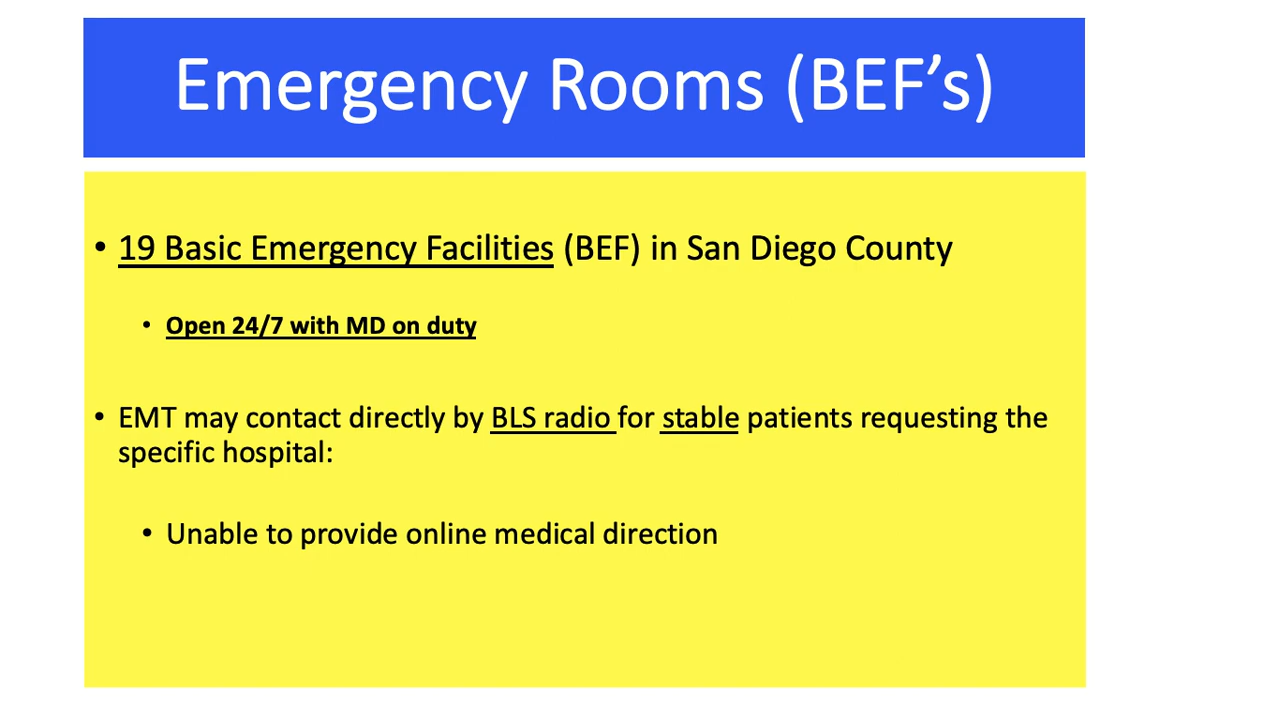 Emergency Rooms (BEF’s)
• 19 Basic Emergency Facilities (BEF) in San Diego County
• Open 24/7 with MD on duty
• EMT may contact directly by BLS radio for stable patients requesting the
specific hospital:
• Unable to provide online medical direction